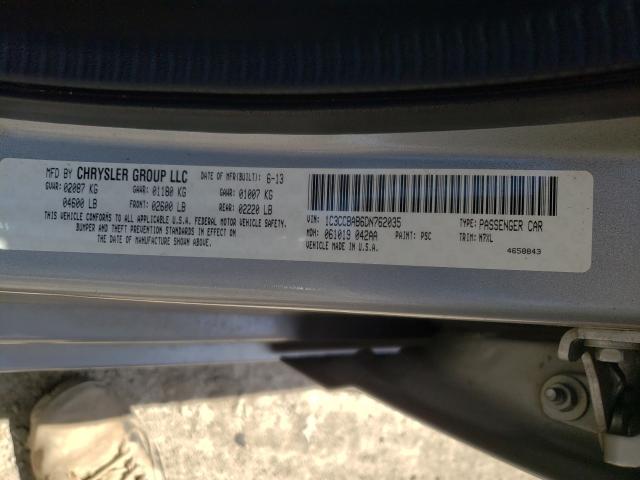 MFD BY CHRYSLER GROUP LLC DATE OF MFR(BUILT): 6-13
GVWR: 02087 KG GAWR: 01180 KG GAWR: 01007 KG
04600 LB FRONT: 02600 LB REAR: 02220 LB
THIS VEHICLE CONFORMS TO ALL APPLICABLE U.S.A. FEDERAL MOTOR VEHICLE SAFETY,
BUMPER AND THEFT PREVENTION STANDARDS IN EFFECT ON
THE DATE OF MANUFACTURE SHOWN ABOVE.
VIN: 1C3CCBAB6DN762035 TYPE: PASSENGER CAR
MDH: 061019 042AA PAINT: PSC TRIM: M7XL
VEHICLE MADE IN U.S.A. 4658843